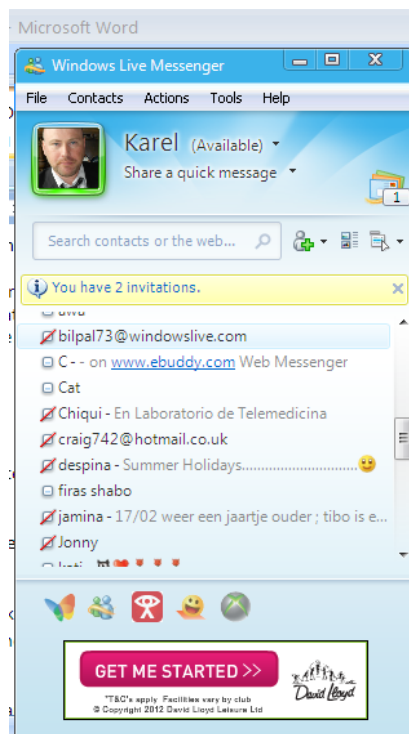 Microsoft Word
Windows Live Messenger
File Contacts Actions Tools Help
Karel (Available)
Share a quick message
1
Search contacts or the web...
You have 2 invitations.
bilpal73@windowslive.com
C - - on www.ebuddy.com Web Messenger
Cat
Chiqui - En Laboratorio de Telemedicina
craig742@hotmail.co.uk
despina - Summer Holidays..............................
firas shabo
jamina - 17/02 weer een jaartje ouder ; tibo is e...
Jonny
GET ME STARTED >>
David Lloyd
"T&C's apply Facilities vary by club
© Copyright 2012 David Lloyd Leisure Ltd